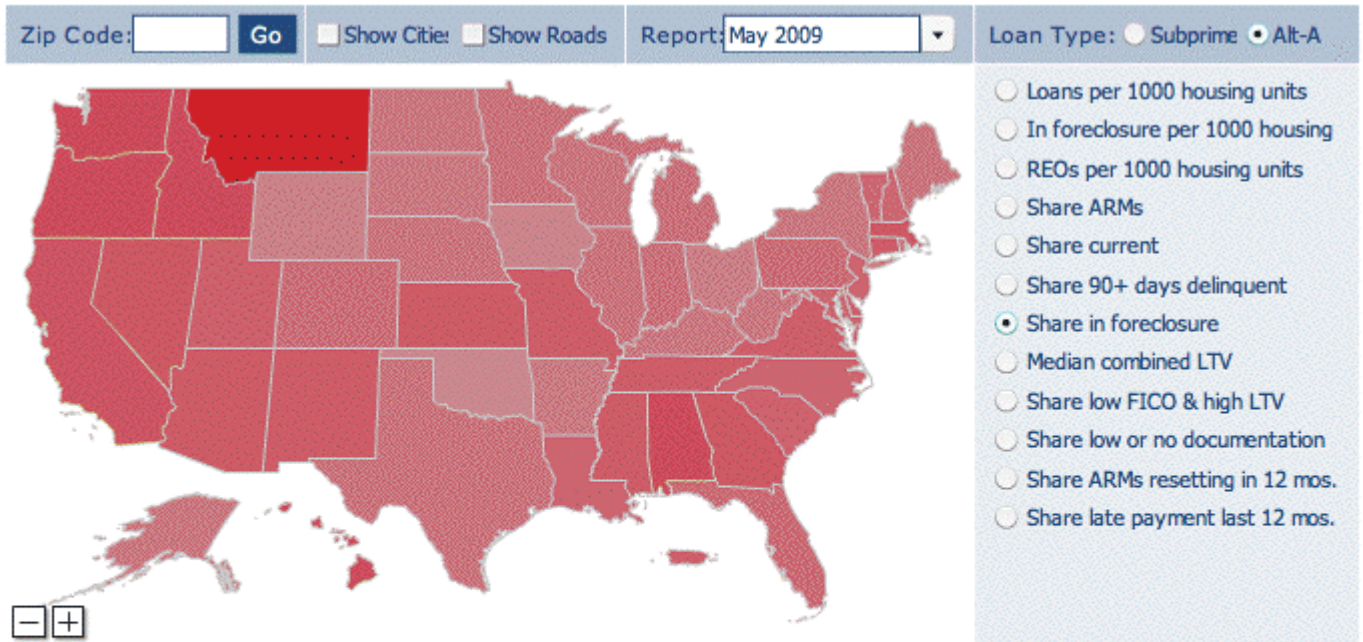 Zip Code: Go Show Cities Show Roads Report: May 2009 Loan Type: Subprime Alt-A
Loans per 1000 housing units
In foreclosure per 1000 housing
REOs per 1000 housing units
Share ARMs
Share current
Share 90+ days delinquent
Share in foreclosure
Median combined LTV
Share low FICO & high LTV
Share low or no documentation
Share ARMs resetting in 12 mos.
Share late payment last 12 mos.